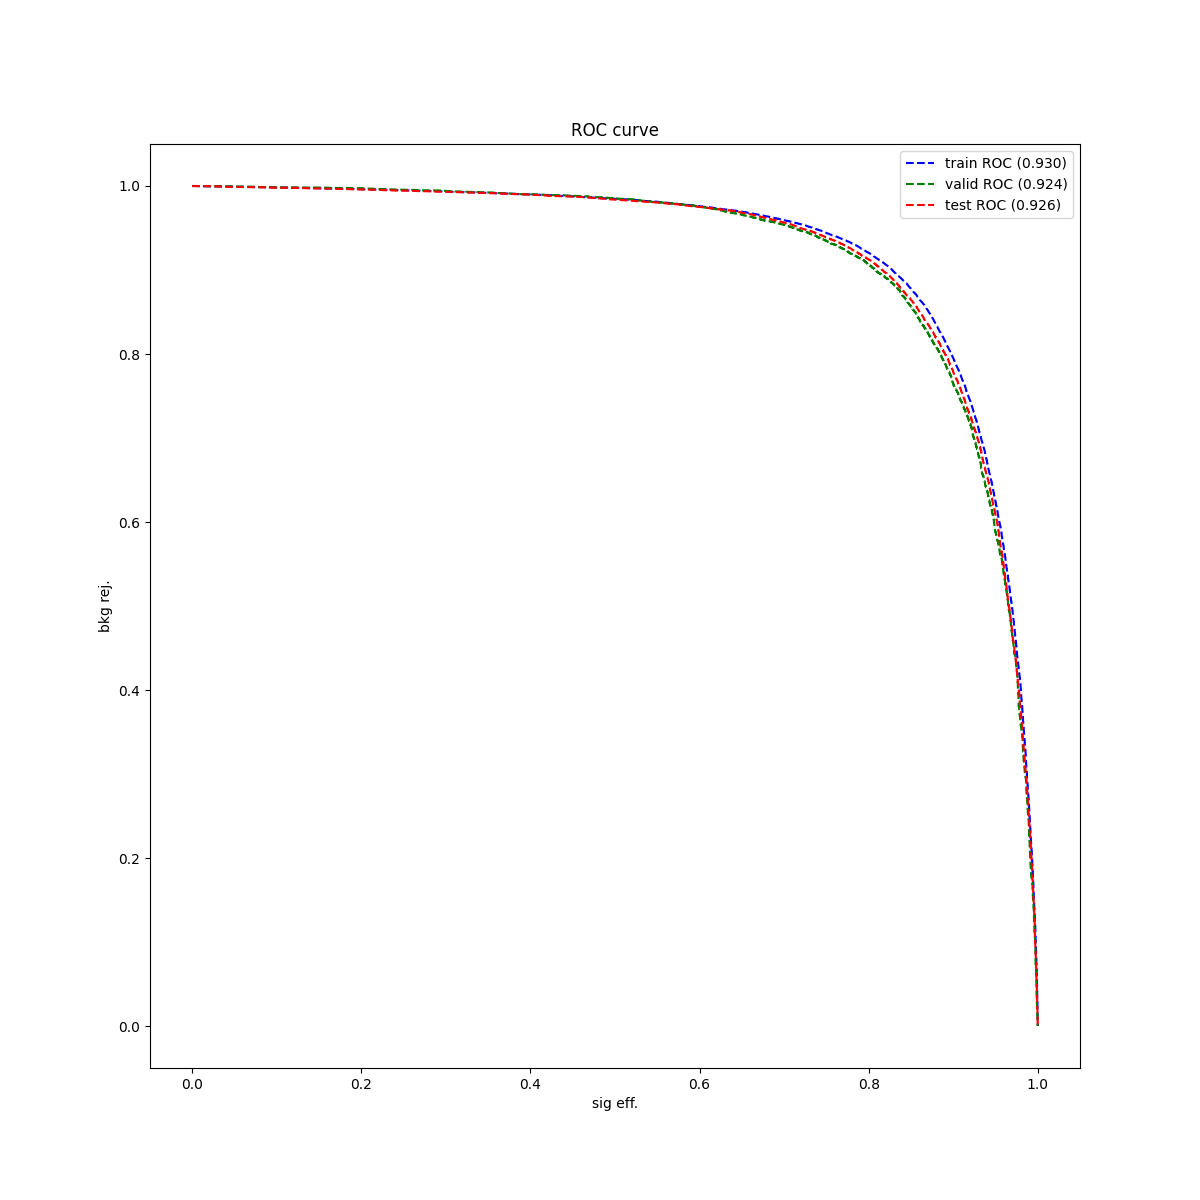 ROC curve
train ROC (0.930)
valid ROC (0.924)
test ROC (0.926)
1.0
0.8
0.6
0.4
0.2
0.0
bkg rej.
0.0 0.2 0.4 0.6 0.8 1.0
sig eff.